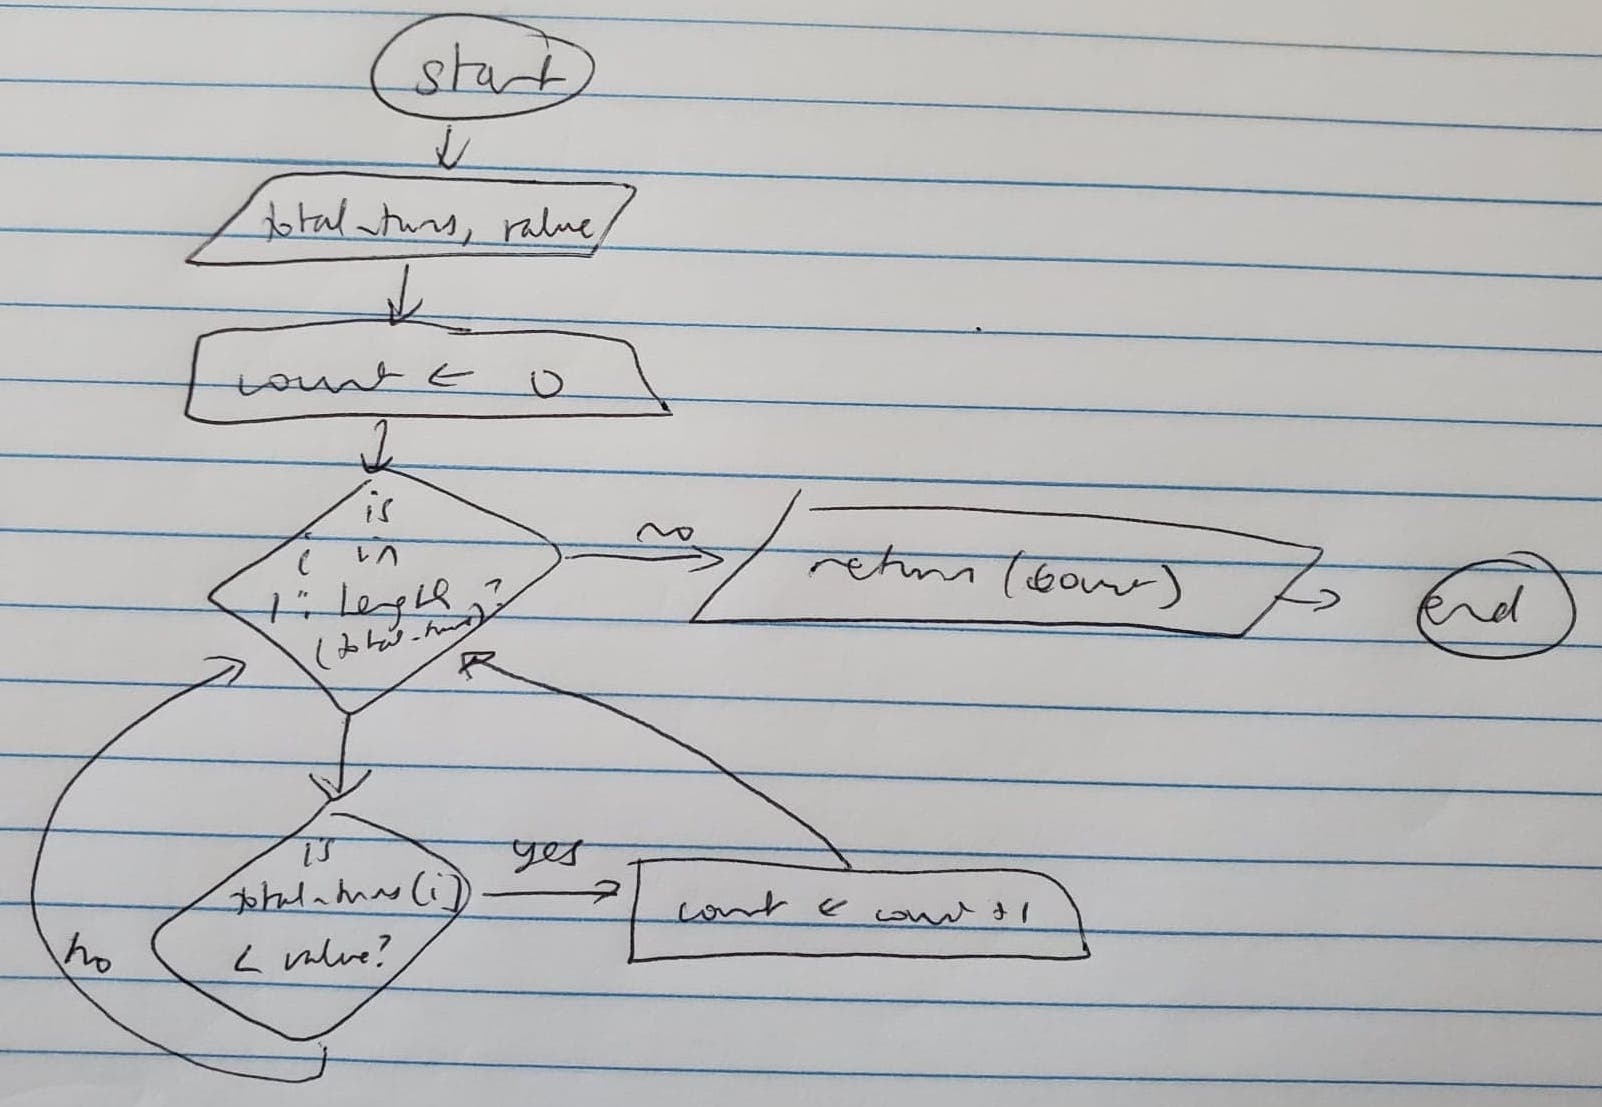 start
total_turns, value
count ← 0
is
i in
1: length
(total_turns)?
no
return (count)
end
is
total_turns(i)
< value?
yes
count ← count +1
no